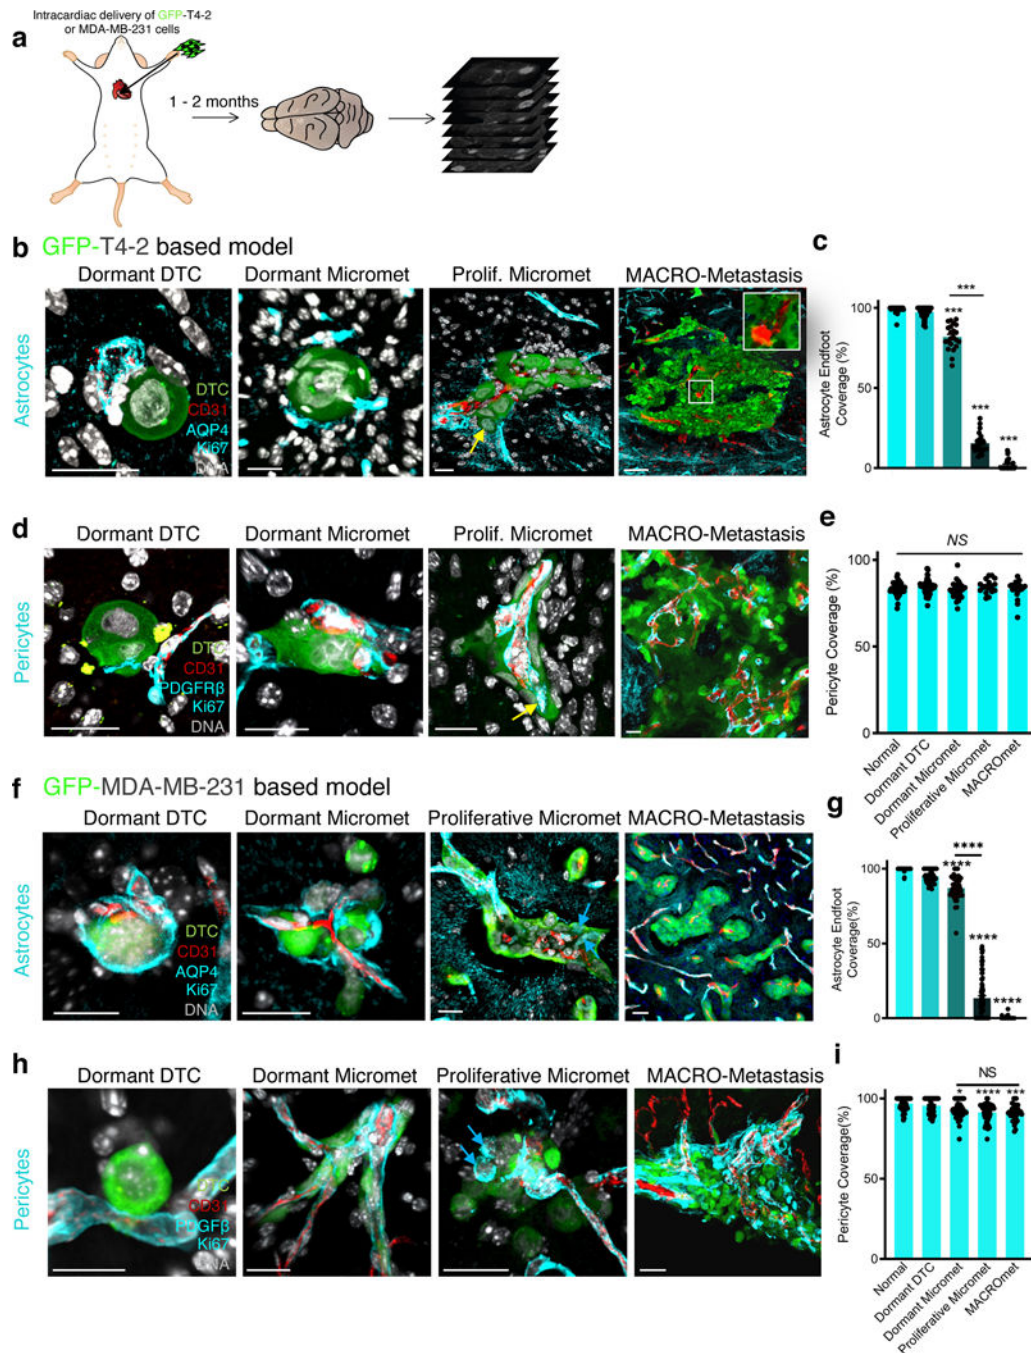 Intracardiac delivery of GFP-T4-2
or MDA-MB-231 cells
a
1 - 2 months
b GFP-T4-2 based model
Dormant DTC Dormant Micromet Prolif. Micromet MACRO-Metastasis
Astrocytes
DTC
CD31
AQP4
Ki67
DNA
c
Astrocyte Endfoot
Coverage (%)
100
50
0
***
***
***
***
d
Dormant DTC Dormant Micromet Prolif. Micromet MACRO-Metastasis
Pericytes
DTC
CD31
PDGFRβ
Ki67
DNA
e
Pericyte Coverage (%)
NS
100
50
0
Normal
Dormant DTC
Dormant Micromet
Proliferative Micromet
MACROmet
f GFP-MDA-MB-231 based model
Dormant DTC Dormant Micromet Proliferative Micromet MACRO-Metastasis
Astrocytes
DTC
CD31
AQP4
Ki67
DNA
g
Astrocyte Endfoot
Coverage(%)
100
50
0
****
****
****
****
h
Dormant DTC Dormant Micromet Proliferative Micromet MACRO-Metastasis
Pericytes
DTC
CD31
PDGFβ
Ki67
DNA
i
Pericyte Coverage(%)
NS
* **** ***
100
50
0
Normal
Dormant DTC
Dormant Micromet
Proliferative Micromet
MACROmet